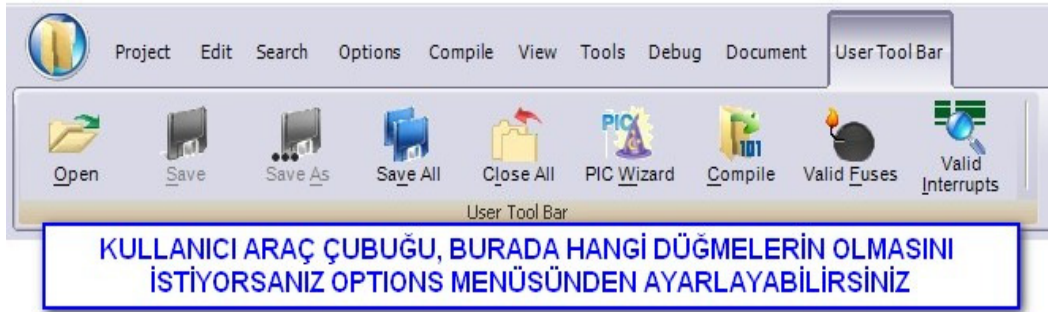 Project Edit Search Options Compile View Tools Debug Document User Tool Bar
PIC
101
Open Save Save As Save All Close All PIC Wizard Compile Valid Fuses Valid Interrupts
User Tool Bar
KULLANICI ARAÇ ÇUBUĞU, BURADA HANGİ DÜĞMELERİN OLMASINI
İSTİYORSANIZ OPTIONS MENÜSÜNDEN AYARLAYABİLİRSİNİZ